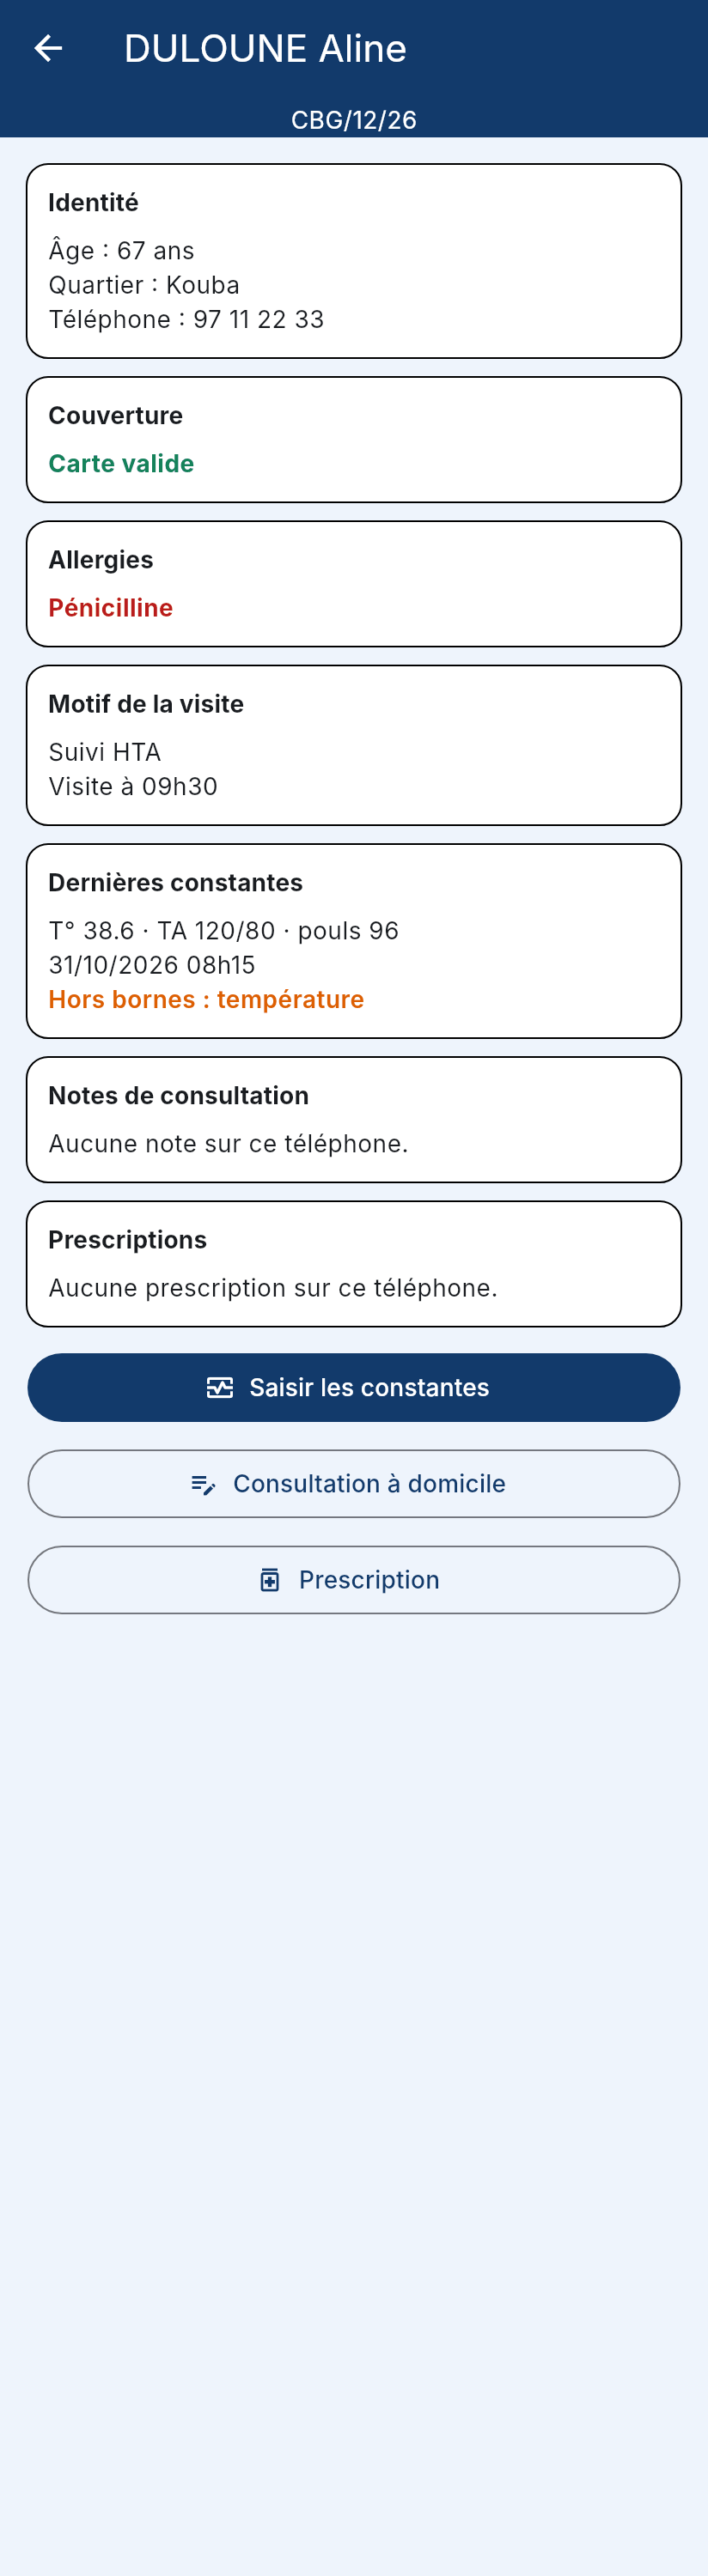 DULOUNE Aline
CBG/12/26
Identité
Âge : 67 ans
Quartier : Kouba
Téléphone : 97 11 22 33
Couverture
Carte valide
Allergies
Pénicilline
Motif de la visite
Suivi HTA
Visite à 09h30
Dernières constantes
T° 38.6 · TA 120/80 · pouls 96
31/10/2026 08h15
Hors bornes : température
Notes de consultation
Aucune note sur ce téléphone.
Prescriptions
Aucune prescription sur ce téléphone.
Saisir les constantes
Consultation à domicile
Prescription